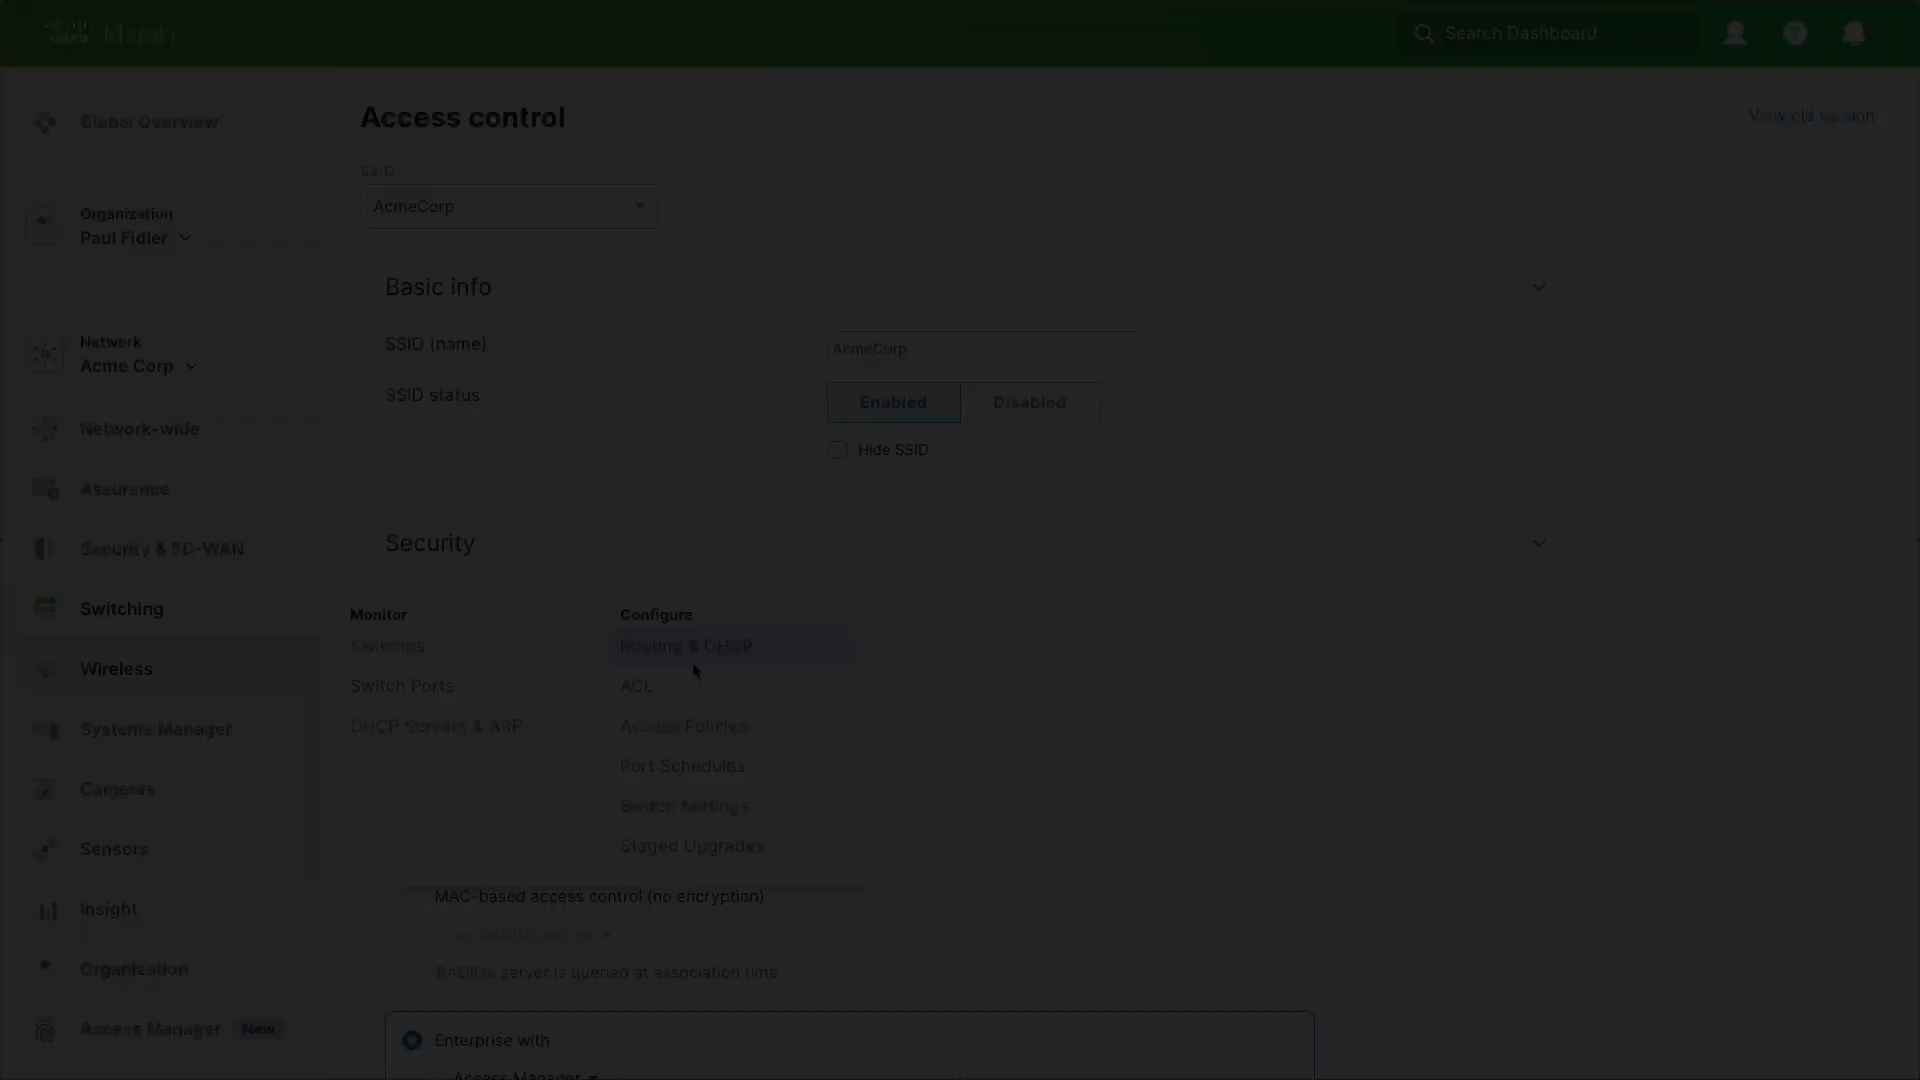 Meraki
Search Dashboard
Global Overview
Organization
Paul Fidler
Network
Acme Corp
Network-wide
Assurance
Security & SD-WAN
Switching
Wireless
Systems Manager
Cameras
Sensors
Insight
Organization
Access Manager New
Access control
View old version
SSID
AcmeCorp
Basic info
SSID (name)
AcmeCorp
SSID status
Enabled Disabled
Hide SSID
Security
Monitor
Switches
Switch Ports
DHCP Servers & ARP
Configure
Routing & DHCP
ACL
Access Policies
Port Schedules
Switch Settings
Staged Upgrades
MAC-based access control (no encryption)
RADIUS server is queried at association time
Enterprise with
Access Manager